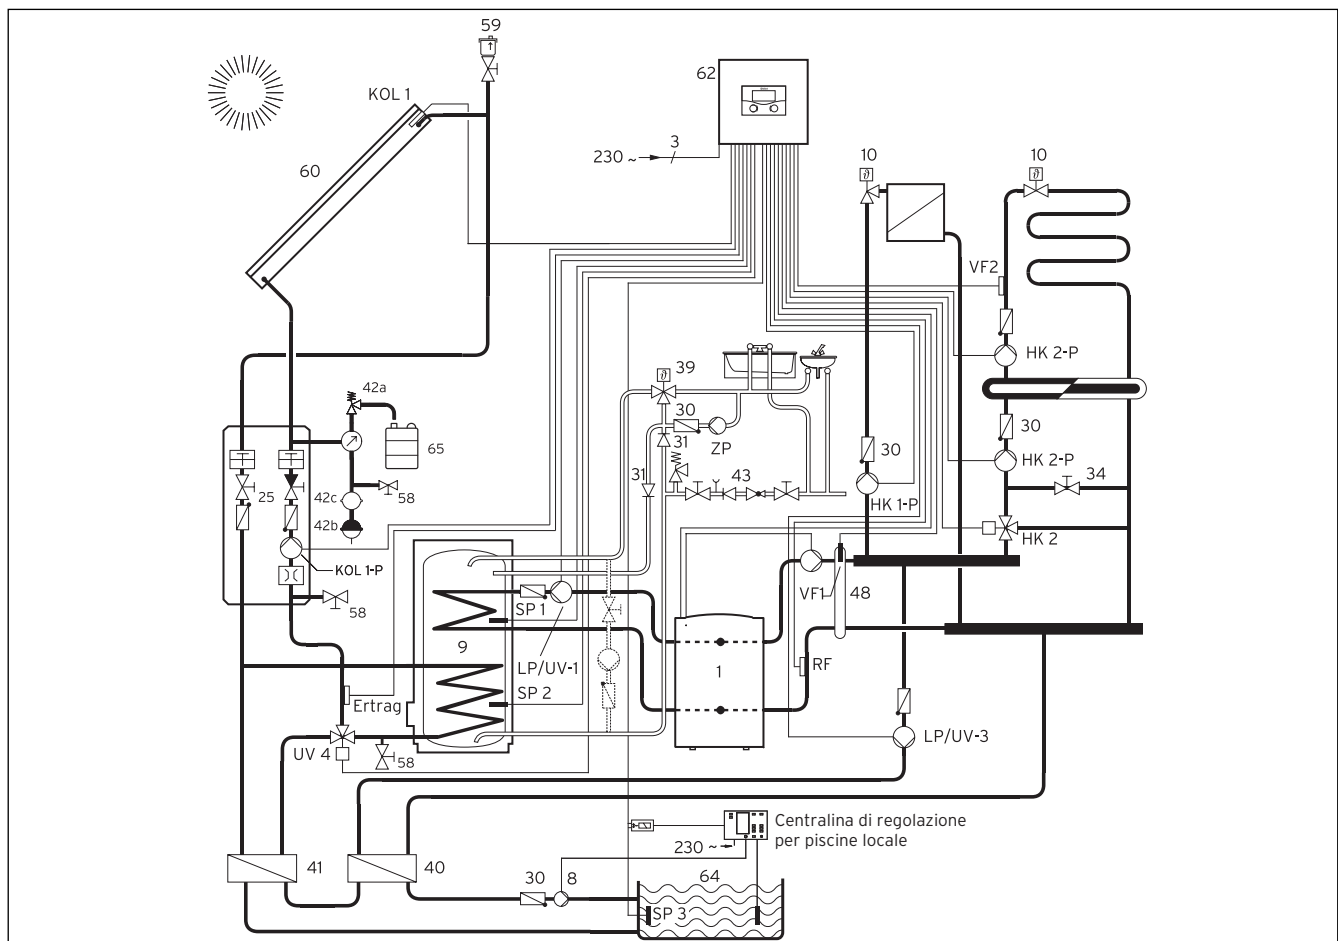 59
KOL 1
62
60
3
230 ~
10
10
VF2
HK 2-P
39
42a
30
ZP
31
65
31
43
30
HK 1-P
30
HK 2-P
34
HK 2
25
42c
58
42b
KOL 1-P
58
SP 1
9
LP/UV-1
SP 2
1
VF1
48
RF
Ertrag
UV 4
58
LP/UV-3
Centralina di regolazione
per piscine locale
230 ~
41
40
30
8
64
SP 3